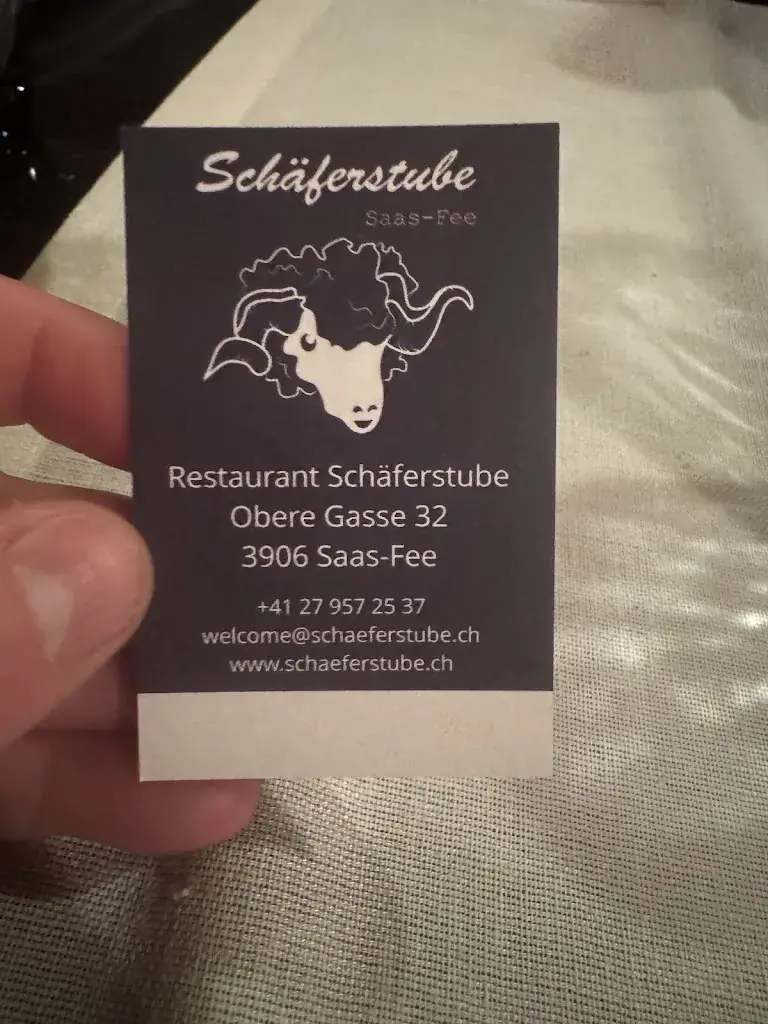 Schäferstube
Saas-Fee
Restaurant Schäferstube
Obere Gasse 32
3906 Saas-Fee
+41 27 957 25 37
welcome@schaeferstube.ch
www.schaeferstube.ch